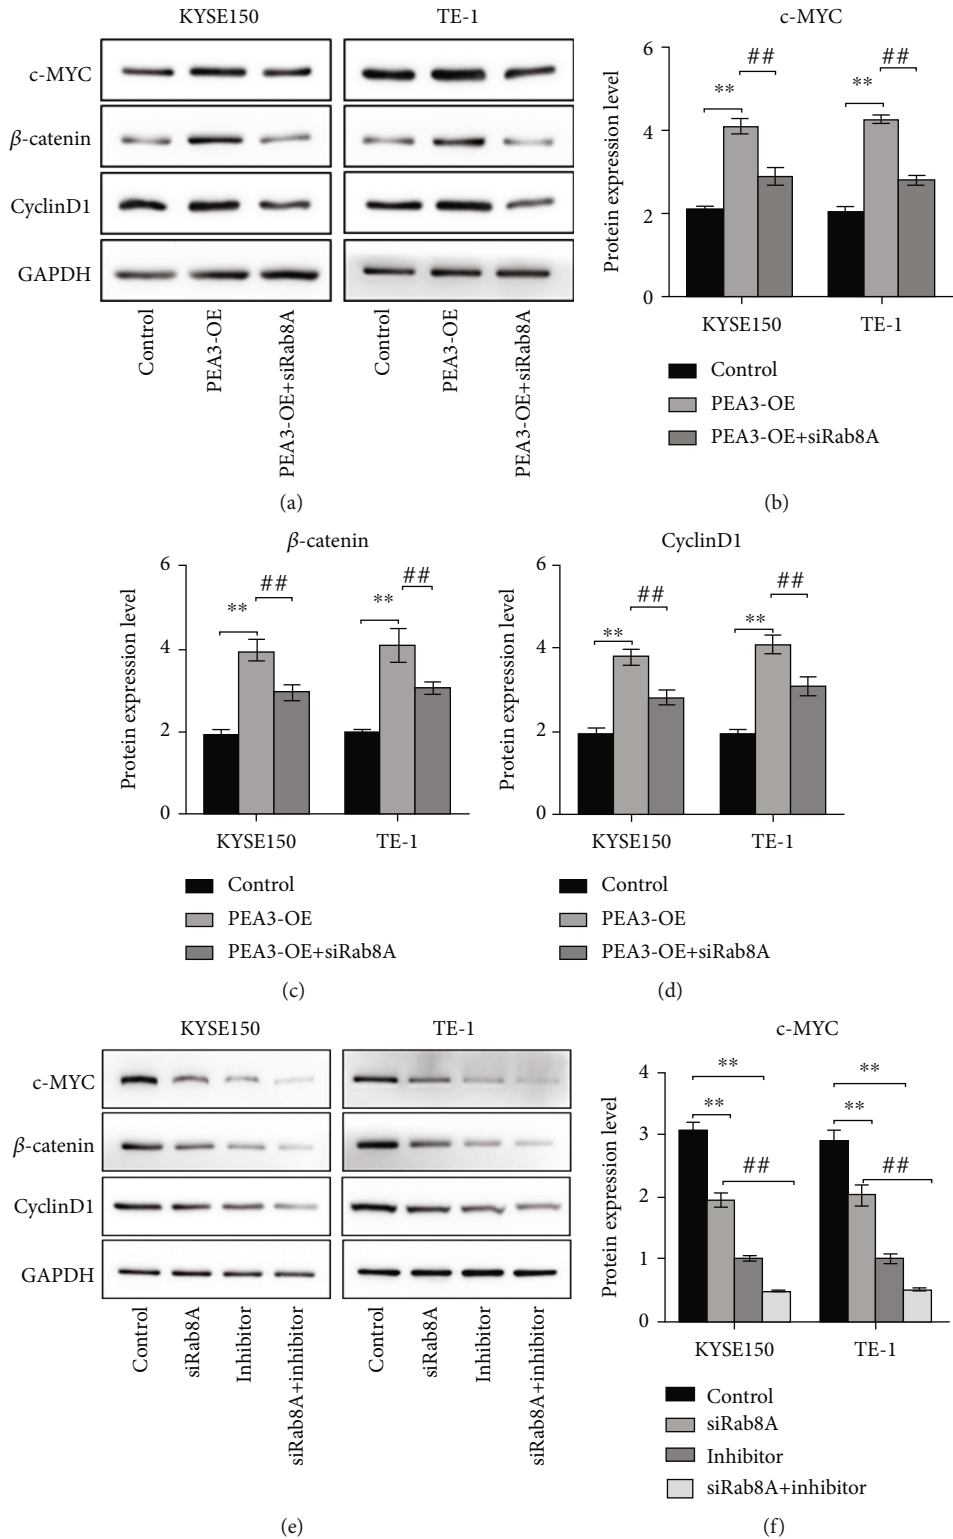 KYSE150 TE-1
c-MYC
β-catenin
CyclinD1
GAPDH
Control
PEA3-OE
PEA3-OE+siRab8A
Control
PEA3-OE
PEA3-OE+siRab8A
(a)
c-MYC
Protein expression level
6
4
2
0
** ## ** ##
KYSE150 TE-1
Control
PEA3-OE
PEA3-OE+siRab8A
(b)
β-catenin
Protein expression level
6
4
2
0
** ## ** ##
KYSE150 TE-1
Control
PEA3-OE
PEA3-OE+siRab8A
(c)
CyclinD1
Protein expression level
6
4
2
0
** ## ** ##
KYSE150 TE-1
Control
PEA3-OE
PEA3-OE+siRab8A
(d)
KYSE150 TE-1
c-MYC
β-catenin
CyclinD1
GAPDH
Control
siRab8A
Inhibitor
siRab8A+inhibitor
Control
siRab8A
Inhibitor
siRab8A+inhibitor
(e)
c-MYC
Protein expression level
4
3
2
1
0
** **
** **
## ##
KYSE150 TE-1
Control
siRab8A
Inhibitor
siRab8A+inhibitor
(f)